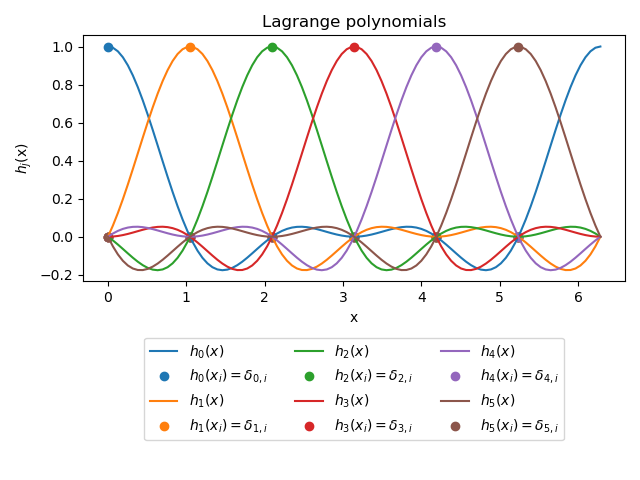 Lagrange polynomials
1.0
0.8
0.6
0.4
0.2
0.0
−0.2
h_j(x)
0 1 2 3 4 5 6
x
h_0(x) h_2(x) h_4(x)
h_0(x_i) = δ_{0,i} h_2(x_i) = δ_{2,i} h_4(x_i) = δ_{4,i}
h_1(x) h_3(x) h_5(x)
h_1(x_i) = δ_{1,i} h_3(x_i) = δ_{3,i} h_5(x_i) = δ_{5,i}